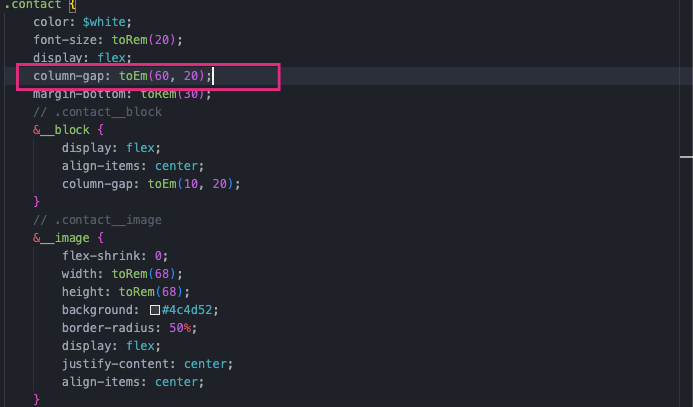 .contact {
color: $white;
font-size: toRem(20);
display: flex;
column-gap: toEm(60, 20);
margin-bottom: toRem(30);
// .contact__block
&__block {
display: flex;
align-items: center;
column-gap: toEm(10, 20);
}
// .contact__image
&__image {
flex-shrink: 0;
width: toRem(68);
height: toRem(68);
background: #4c4d52;
border-radius: 50%;
display: flex;
justify-content: center;
align-items: center;
}